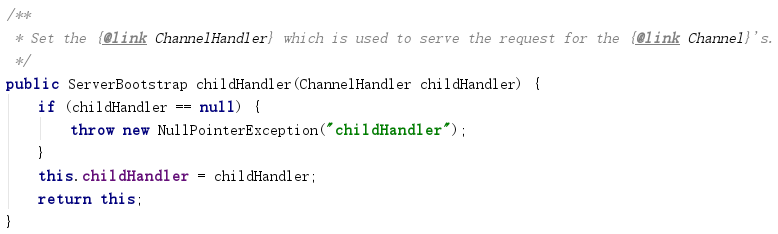 /**
 * Set the {@link ChannelHandler} which is used to serve the request for the {@link Channel}'s.
 */
public ServerBootstrap childHandler(ChannelHandler childHandler) {
    if (childHandler == null) {
        throw new NullPointerException("childHandler");
    }
    this.childHandler = childHandler;
    return this;
}